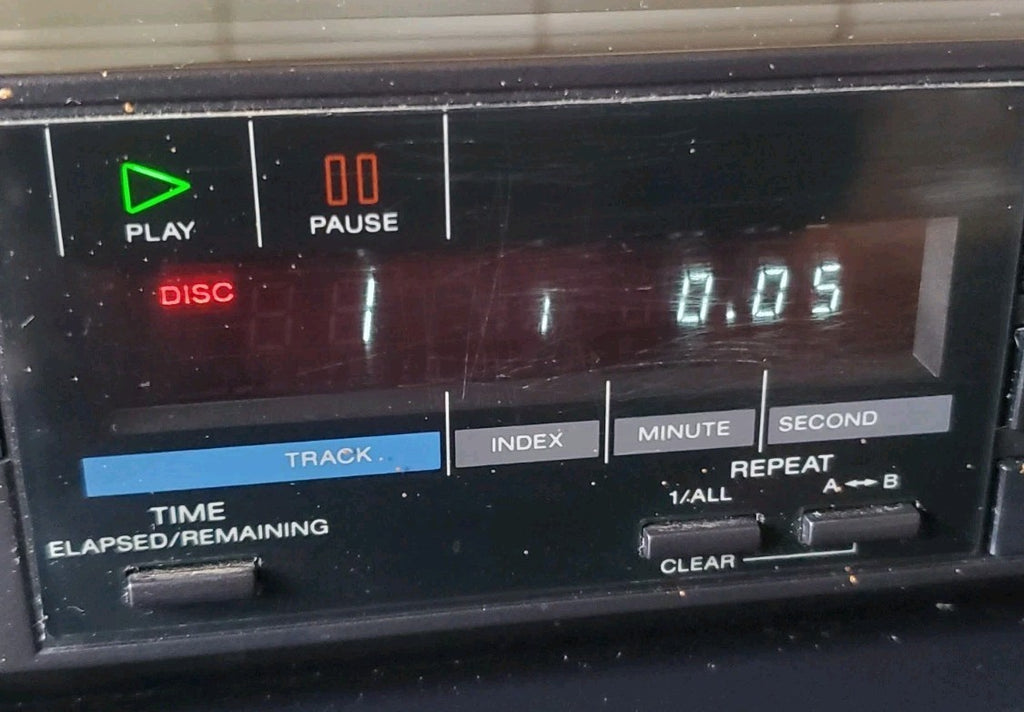 PLAY PAUSE
DISC 1 1 0.05
TRACK INDEX MINUTE SECOND
REPEAT
TIME 1/ALL A ↔ B
ELAPSED/REMAINING
CLEAR